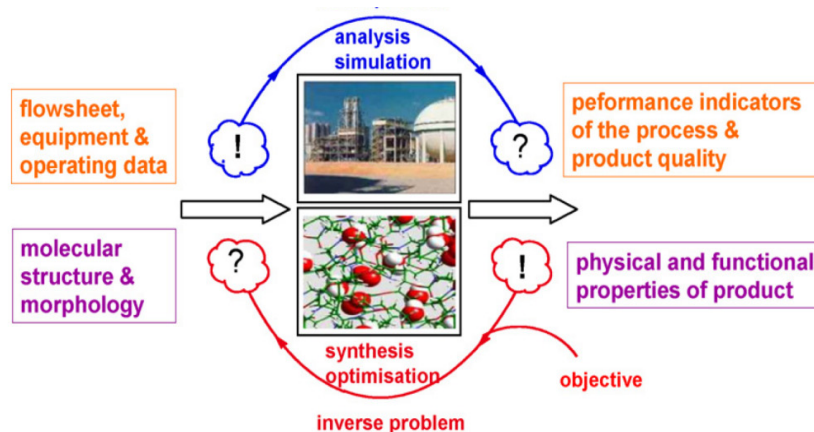 analysis
simulation
flowsheet,
equipment &
operating data
!
?
peformance indicators
of the process &
product quality
molecular
structure &
morphology
?
!
physical and functional
properties of product
synthesis
optimisation
objective
inverse problem